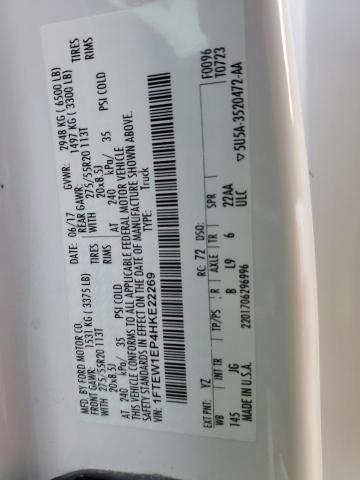 MFD. BY FORD MOTOR CO.
DATE: 06/17 GVWR: 2948 KG ( 6500 LB)
FRONT GAWR: 1531 KG ( 3375 LB) REAR GAWR: 1497 KG ( 3300 LB)
275/55R20 113T WITH TIRES 275/55R20 113T WITH TIRES
20x8.5J RIMS 20x8.5J RIMS
AT 240 kPa/ 35 PSI COLD AT 240 kPa/ 35 PSI COLD
THIS VEHICLE CONFORMS TO ALL APPLICABLE FEDERAL MOTOR VEHICLE
SAFETY STANDARDS IN EFFECT ON THE DATE OF MANUFACTURE SHOWN ABOVE.
VIN: 1FTEW1EP4HKE22269 Truck
F0096
T0723
EXT PNT: YZ RC: 72 DSO:
WB INT TR TP/PS R AXLE TR SPR
145 JG B L9 6 22AA
MADE IN U.S.A. 2201706296996 ULC
▽5U5A-3520472-AA